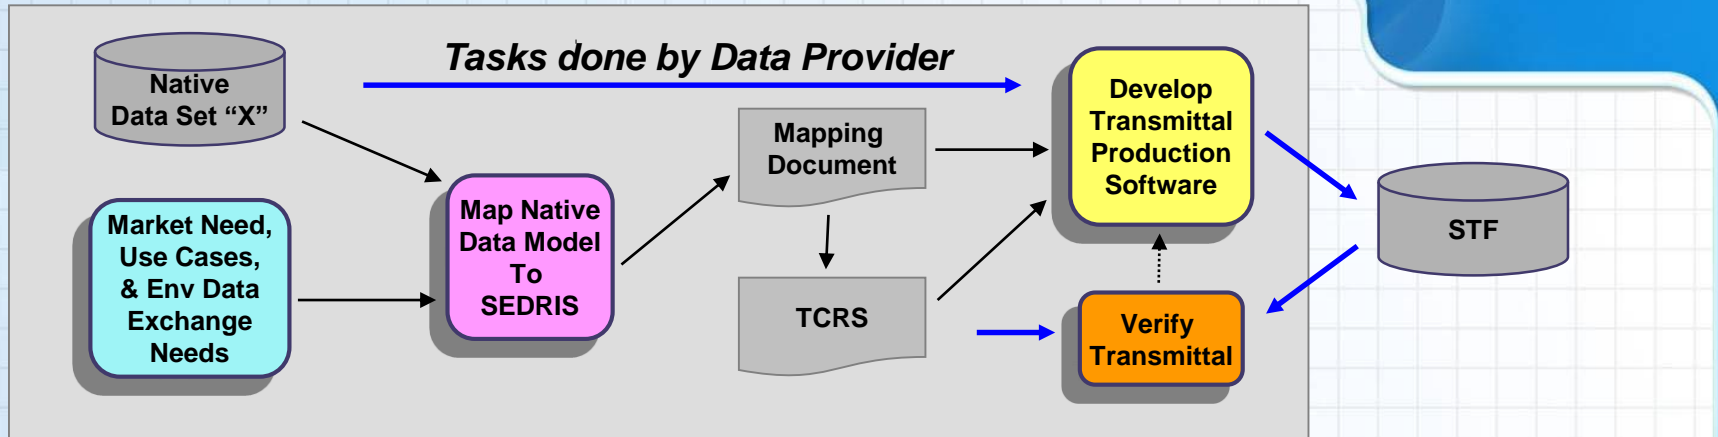 Tasks done by Data Provider
Native
Data Set “X”
Market Need,
Use Cases,
& Env Data
Exchange
Needs
Map Native
Data Model
To
SEDRIS
Mapping
Document
TCRS
Develop
Transmittal
Production
Software
Verify
Transmittal
STF